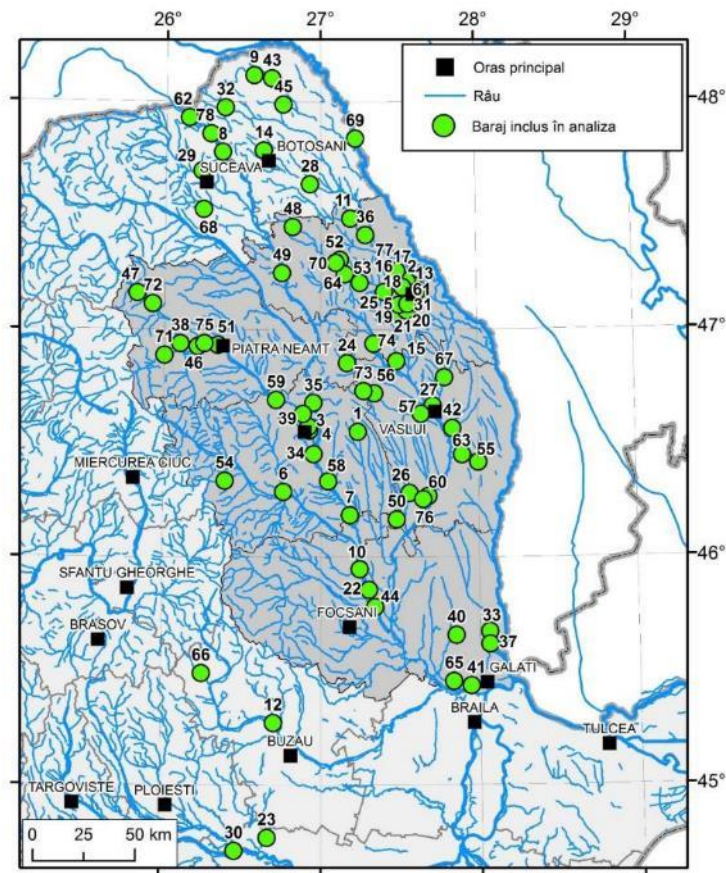 26° 27° 28° 29°
Oras principal
Râu
Baraj inclus în analiza
9 43
62 32 45
48°
78
8 14 BOTOSANI 69
29
SUCEAVA 28
68
11
48 36
52 77 17
49 70 16 2 13
47 64 53 18 61
72 25 5 31
19 20
21
47°
38 75 51 24 74 15
71 46 PIATRA NEAMT
73 56 67
59 35 27
39 3 1 57 42
4 VASLUI
34 63 55
MIERCUREA CIUC 54 6 58 26 60
7 50 76
46°
10
SFANTU GHEORGHE 22 44
FOCSANI
BRASOV 40 33
37
66 65 41 GALATI
12 BRAILA
TULCEA
BUZAU
45°
TARGOVISTE PLOIESTI
0 25 50 km 30 23
26° 27° 28° 29°